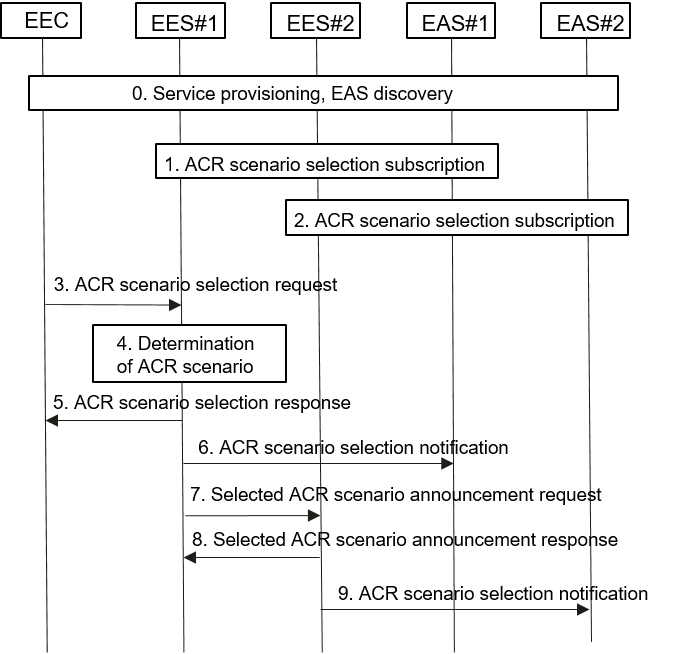 EEC EES#1 EES#2 EAS#1 EAS#2
0. Service provisioning, EAS discovery
1. ACR scenario selection subscription
2. ACR scenario selection subscription
3. ACR scenario selection request
4. Determination
of ACR scenario
5. ACR scenario selection response
6. ACR scenario selection notification
7. Selected ACR scenario announcement request
8. Selected ACR scenario announcement response
9. ACR scenario selection notification